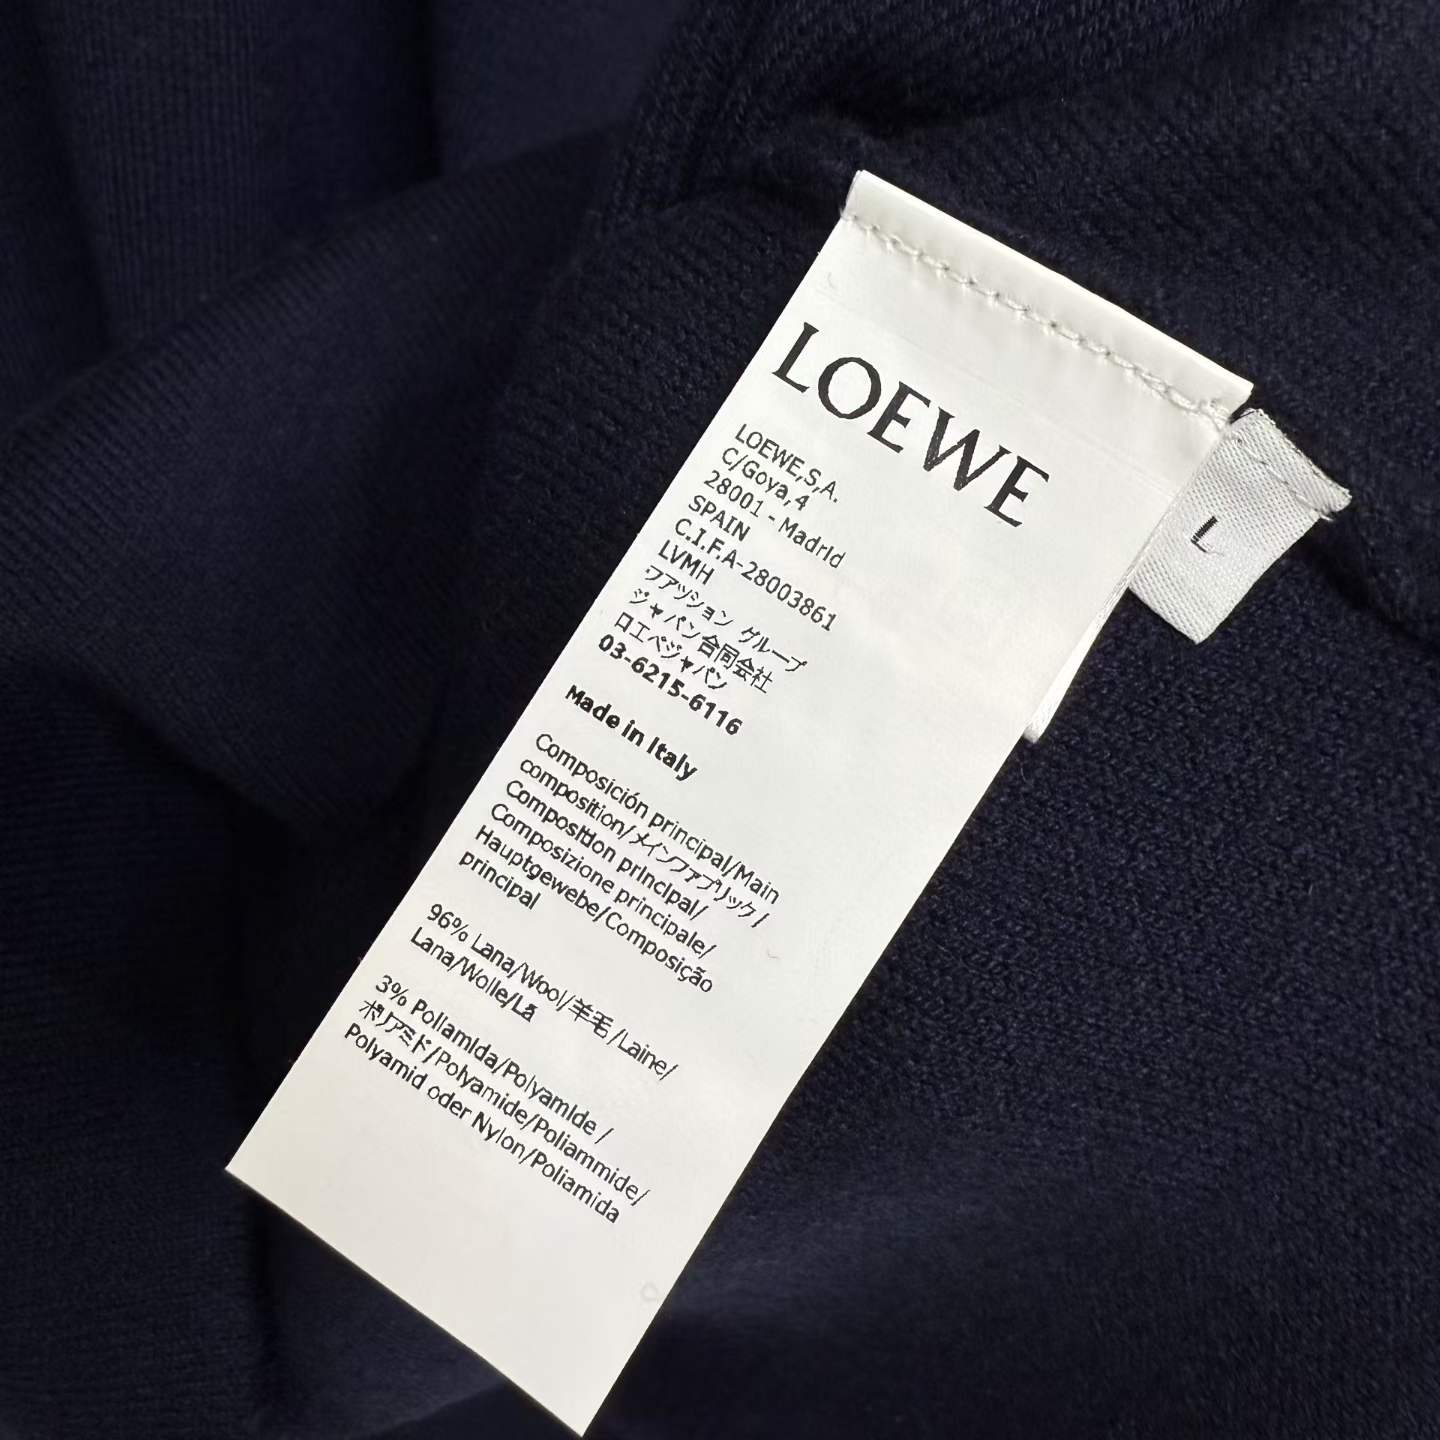 LOEWE
LOEWE,S,A.
C/Goya,4
28001 - Madrid
SPAIN
C.I.F.A-28003861
LVMH
ワアッション グループ
ジャパン合同会社
ロエベジャパン
03-6215-6116
Made in Italy
Composición principal/Main
composition/メインファブリック/
Composition principal/
Composizione principale/
Hauptgewebe/Composição
principal
96% Lana/Wool/羊毛/Laine/
Lana/Wolle/Lã
3% Poliamida/Polyamide /
ポリアミド/Polyamide/Poliammide/
Polyamid oder Nylon/Poliamida
L